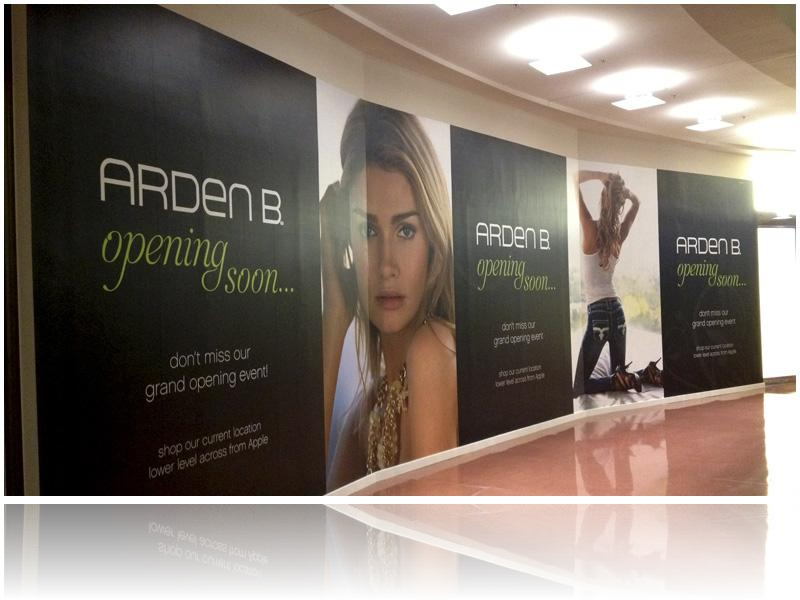 ARDEN B.
opening
soon...
don't miss our
grand opening event!
shop our current location
lower level across from Apple
ARDEN B.
opening
soon...
don't miss our
grand opening event
shop our current location
lower level across from Apple
ARDEN B.
opening
soon...
don't miss our
grand opening event
shop our current location
lower level across from Apple